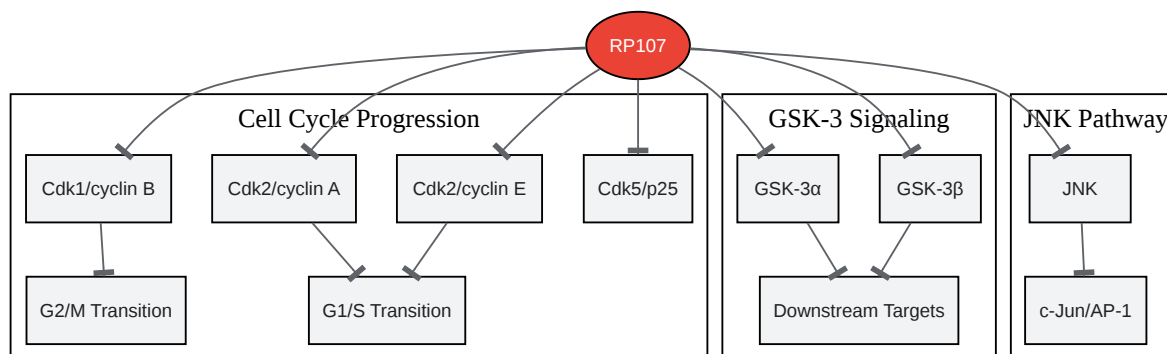 RP107
Cell Cycle Progression
GSK-3 Signaling
JNK Pathway
Cdk1/cyclin B
Cdk2/cyclin A
Cdk2/cyclin E
Cdk5/p25
GSK-3α
GSK-3β
JNK
G2/M Transition
G1/S Transition
Downstream Targets
c-Jun/AP-1